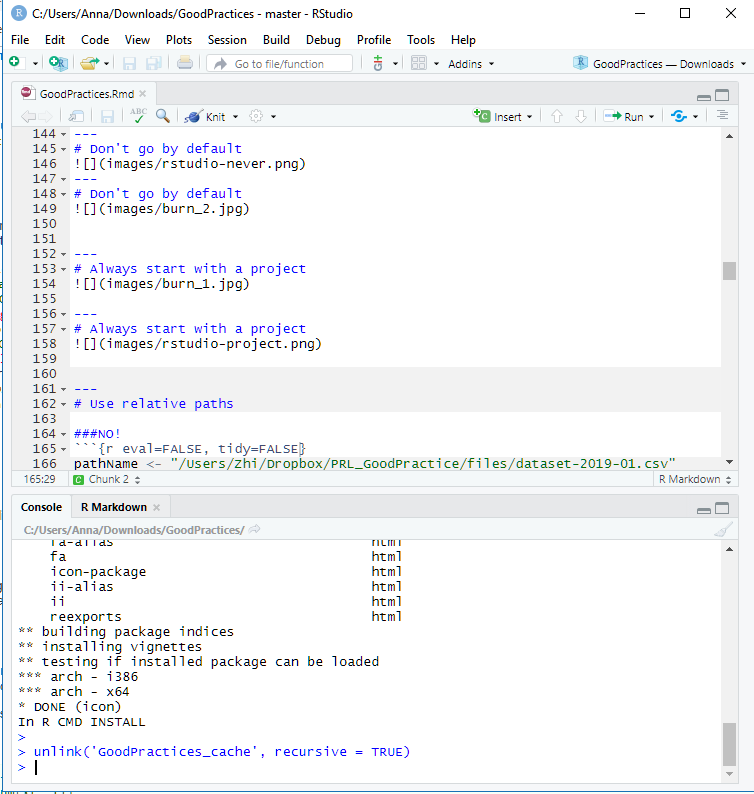 C:/Users/Anna/Downloads/GoodPractices - master - RStudio
File Edit Code View Plots Session Build Debug Profile Tools Help
Go to file/function Addins GoodPractices — Downloads
GoodPractices.Rmd
ABC Knit Insert Run
144 ---
145 # Don't go by default
146 ![](images/rstudio-never.png)
147 ---
148 # Don't go by default
149 ![](images/burn_2.jpg)
150
151
152 ---
153 # Always start with a project
154 ![](images/burn_1.jpg)
155
156 ---
157 # Always start with a project
158 ![](images/rstudio-project.png)
159
160
161 ---
162 # Use relative paths
163
164 ###NO!
165 ```{r eval=FALSE, tidy=FALSE}
166 pathName <- "/Users/Zhi/Dropbox/PRL_GoodPractice/files/dataset-2019-01.csv"
165:29 C Chunk 2 R Markdown
Console R Markdown
C:/Users/Anna/Downloads/GoodPractices/
fa-alias html
fa html
icon-package html
ii-alias html
ii html
reexports html
** building package indices
** installing vignettes
** testing if installed package can be loaded
*** arch - i386
*** arch - x64
* DONE (icon)
In R CMD INSTALL
>
> unlink('GoodPractices_cache', recursive = TRUE)
>